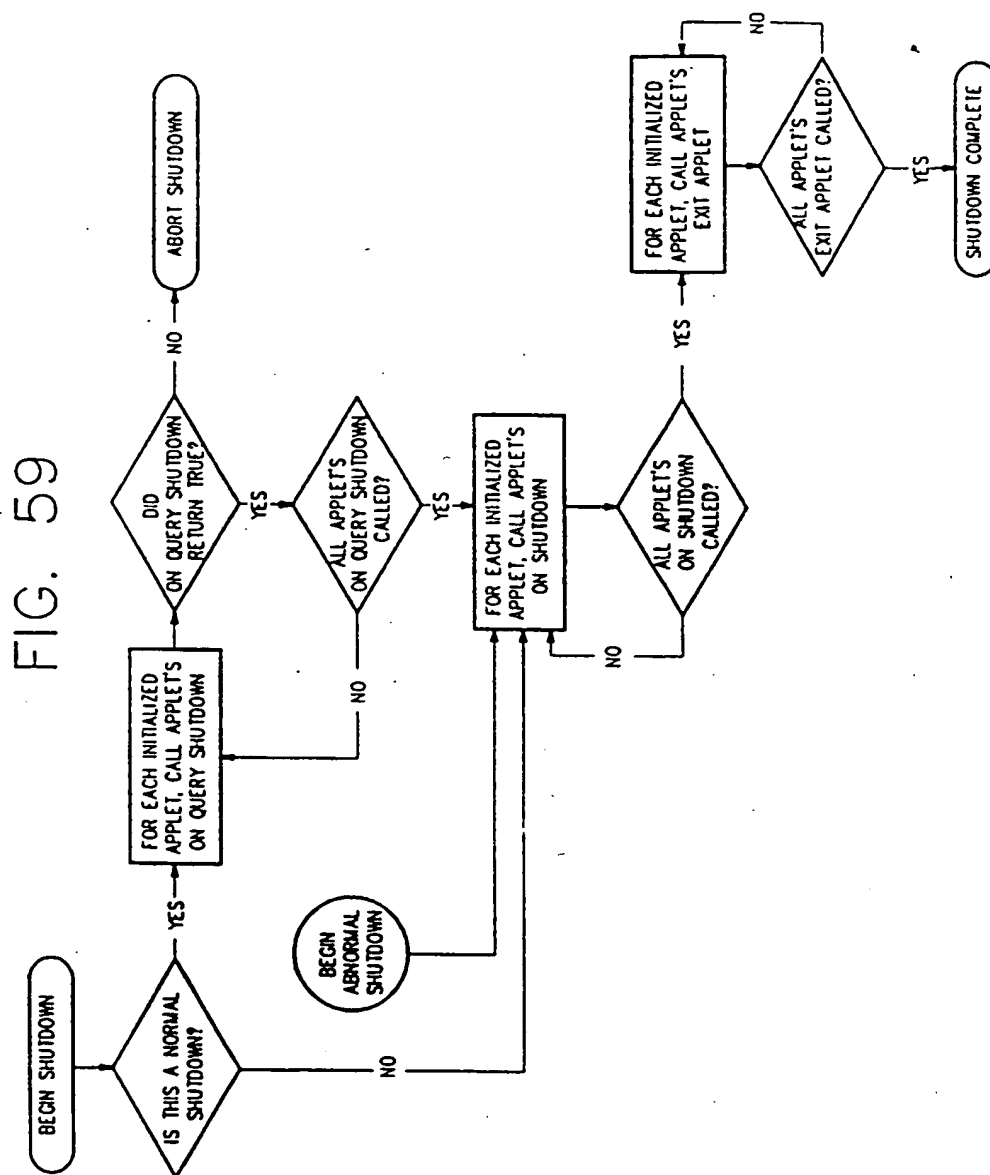 FIG. 59
BEGIN SHUTDOWN
IS THIS A NORMAL
SHUTDOWN?
YES
NO
FOR EACH INITIALIZED
APPLET, CALL APPLET'S
ON QUERY SHUTDOWN
DID
ON QUERY SHUTDOWN
RETURN TRUE?
NO
ABORT SHUTDOWN
YES
ALL APPLET'S
ON QUERY SHUTDOWN
CALLED?
NO
YES
BEGIN
ABNORMAL
SHUTDOWN
FOR EACH INITIALIZED
APPLET, CALL APPLET'S
ON SHUTDOWN
ALL APPLET'S
ON SHUTDOWN
CALLED?
NO
YES
FOR EACH INITIALIZED
APPLET, CALL APPLET'S
EXIT APPLET
ALL APPLET'S
EXIT APPLET CALLED?
NO
YES
SHUTDOWN COMPLETE